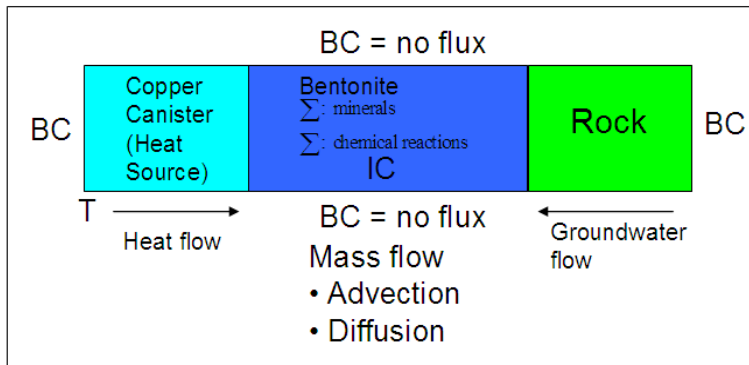 BC = no flux
BC
Copper
Canister
(Heat
Source)
Bentonite
∑: minerals
∑: chemical reactions
IC
Rock
BC
T
Heat flow
BC = no flux
Groundwater
flow
Mass flow
• Advection
• Diffusion